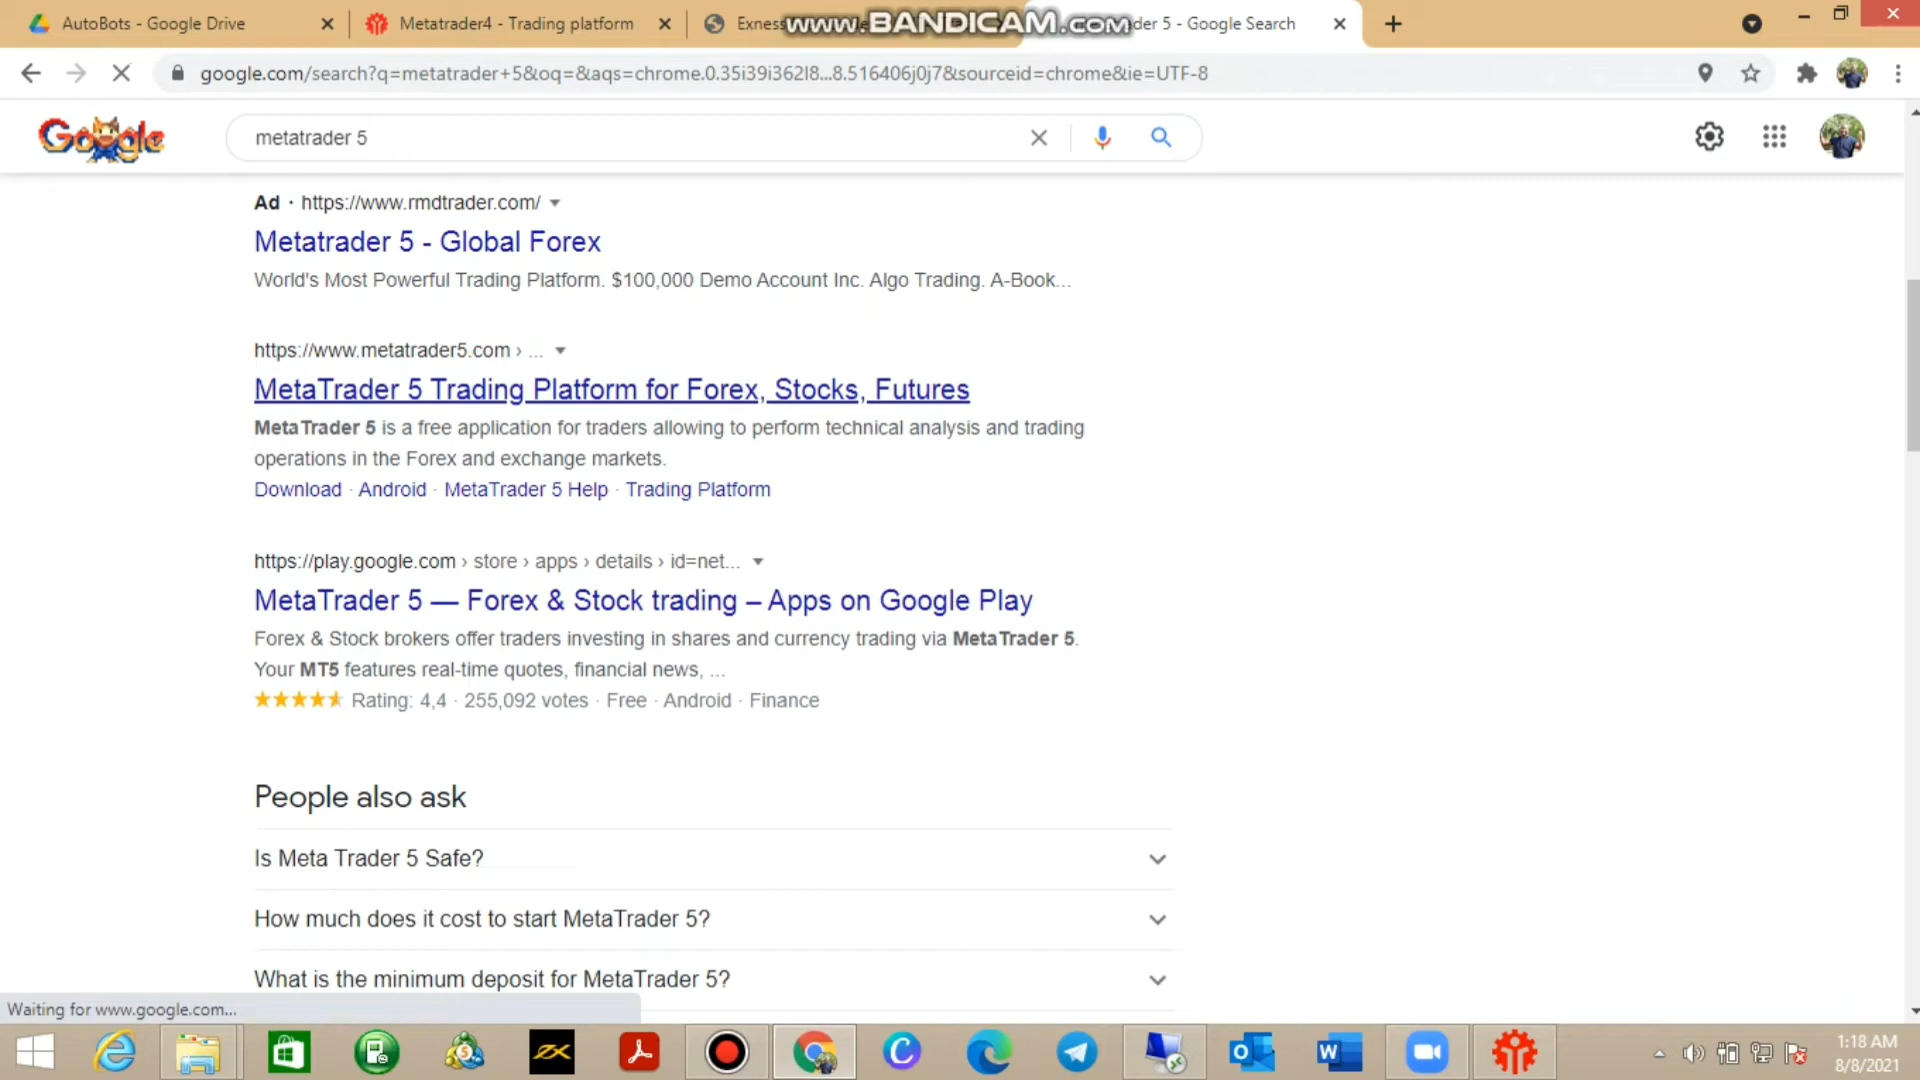 AutoBots - Google Drive
Metatrader4 - Trading platform
Exness
der 5 - Google Search
www.BANDICAM.com
google.com/search?q=metatrader+5&oq=&aqs=chrome.0.35i39i362l8...8.516406j0j7&sourceid=chrome&ie=UTF-8
Google
metatrader 5
Ad · https://www.rmdtrader.com/
Metatrader 5 - Global Forex
World's Most Powerful Trading Platform. $100,000 Demo Account Inc. Algo Trading. A-Book...
https://www.metatrader5.com › ...
MetaTrader 5 Trading Platform for Forex, Stocks, Futures
MetaTrader 5 is a free application for traders allowing to perform technical analysis and trading
operations in the Forex and exchange markets.
Download · Android · MetaTrader 5 Help · Trading Platform
https://play.google.com › store › apps › details › id=net...
MetaTrader 5 — Forex & Stock trading – Apps on Google Play
Forex & Stock brokers offer traders investing in shares and currency trading via MetaTrader 5.
Your MT5 features real-time quotes, financial news, ...
Rating: 4,4 · 255,092 votes · Free · Android · Finance
People also ask
Is Meta Trader 5 Safe?
How much does it cost to start MetaTrader 5?
What is the minimum deposit for MetaTrader 5?
Waiting for www.google.com...
1:18 AM
8/8/2021